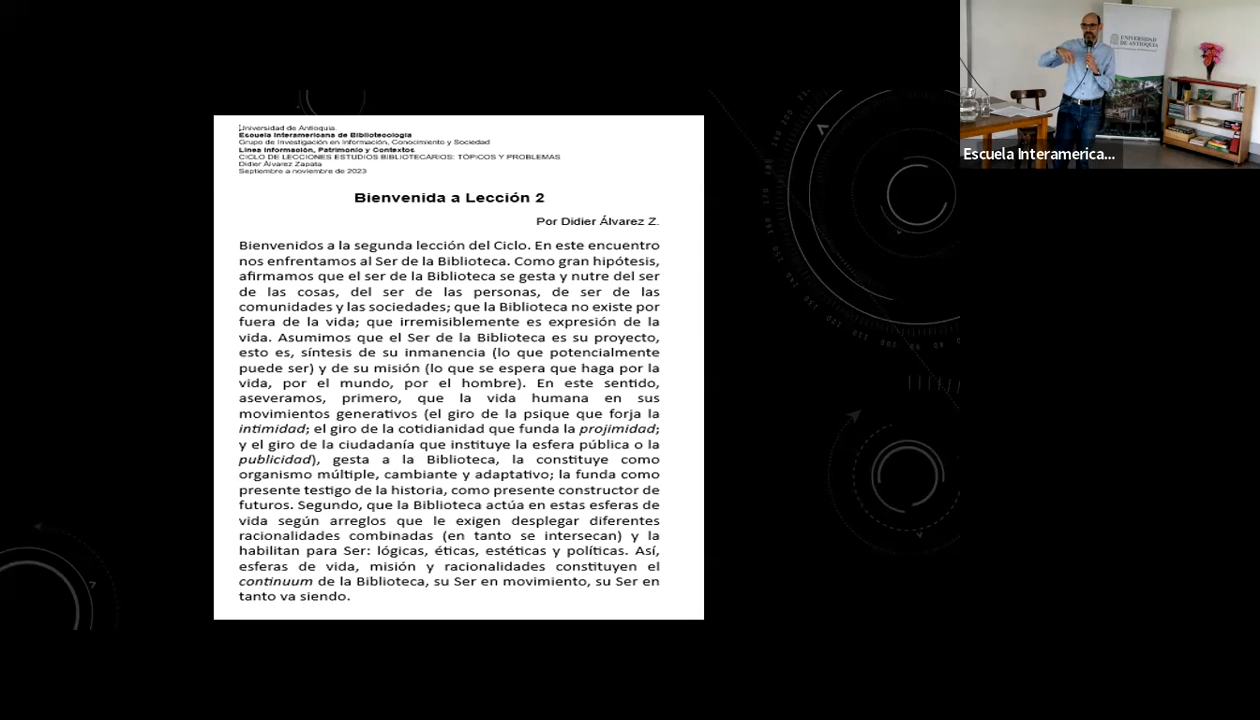 Universidad de Antioquia.
Escuela Interamericana de Bibliotecología
Grupo de Investigación en Información, Conocimiento y Sociedad
Línea Información, Patrimonio y Contextos
CICLO DE LECCIONES ESTUDIOS BIBLIOTECARIOS: TÓPICOS Y PROBLEMAS
Didier Álvarez Zapata
Septiembre a noviembre de 2023
Bienvenida a Lección 2
Por Didier Álvarez Z.
Bienvenidos a la segunda lección del Ciclo. En este encuentro
nos enfrentamos al Ser de la Biblioteca. Como gran hipótesis,
afirmamos que el ser de la Biblioteca se gesta y nutre del ser
de las cosas, del ser de las personas, de ser de las
comunidades y las sociedades; que la Biblioteca no existe por
fuera de la vida; que irremisiblemente es expresión de la
vida. Asumimos que el Ser de la Biblioteca es su proyecto,
esto es, síntesis de su inmanencia (lo que potencialmente
puede ser) y de su misión (lo que se espera que haga por la
vida, por el mundo, por el hombre). En este sentido,
aseveramos, primero, que la vida humana en sus
movimientos generativos (el giro de la psique que forja la
intimidad; el giro de la cotidianidad que funda la projimidad;
y el giro de la ciudadanía que instituye la esfera pública o la
publicidad), gesta a la Biblioteca, la constituye como
organismo múltiple, cambiante y adaptativo; la funda como
presente testigo de la historia, como presente constructor de
futuros. Segundo, que la Biblioteca actúa en estas esferas de
vida según arreglos que le exigen desplegar diferentes
racionalidades combinadas (en tanto se intersecan) y la
habilitan para Ser: lógicas, éticas, estéticas y políticas. Así,
esferas de vida, misión y racionalidades constituyen el
continuum de la Biblioteca, su Ser en movimiento, su Ser en
tanto va siendo.
UNIVERSIDAD
DE ANTIOQUIA
Escuela Interamerica...